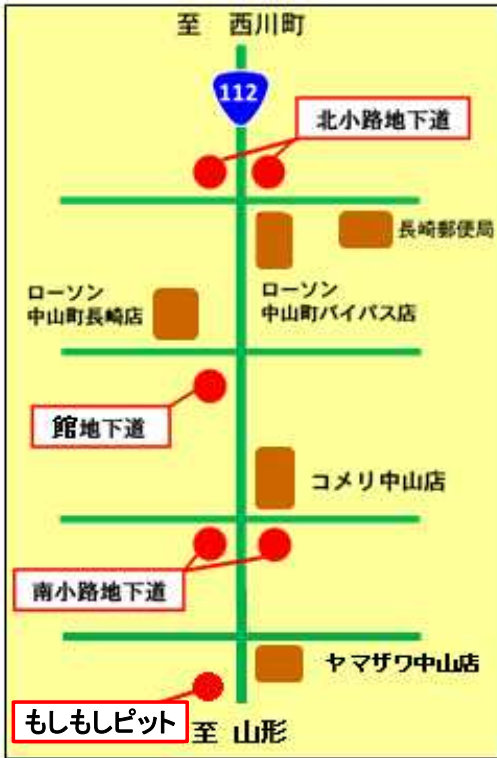 至 西川町
112
北小路地下道
長崎郵便局
ローソン
中山町長崎店
ローソン
中山町バイパス店
館地下道
コメリ中山店
南小路地下道
ヤマザワ中山店
もしもしピット
至 山形